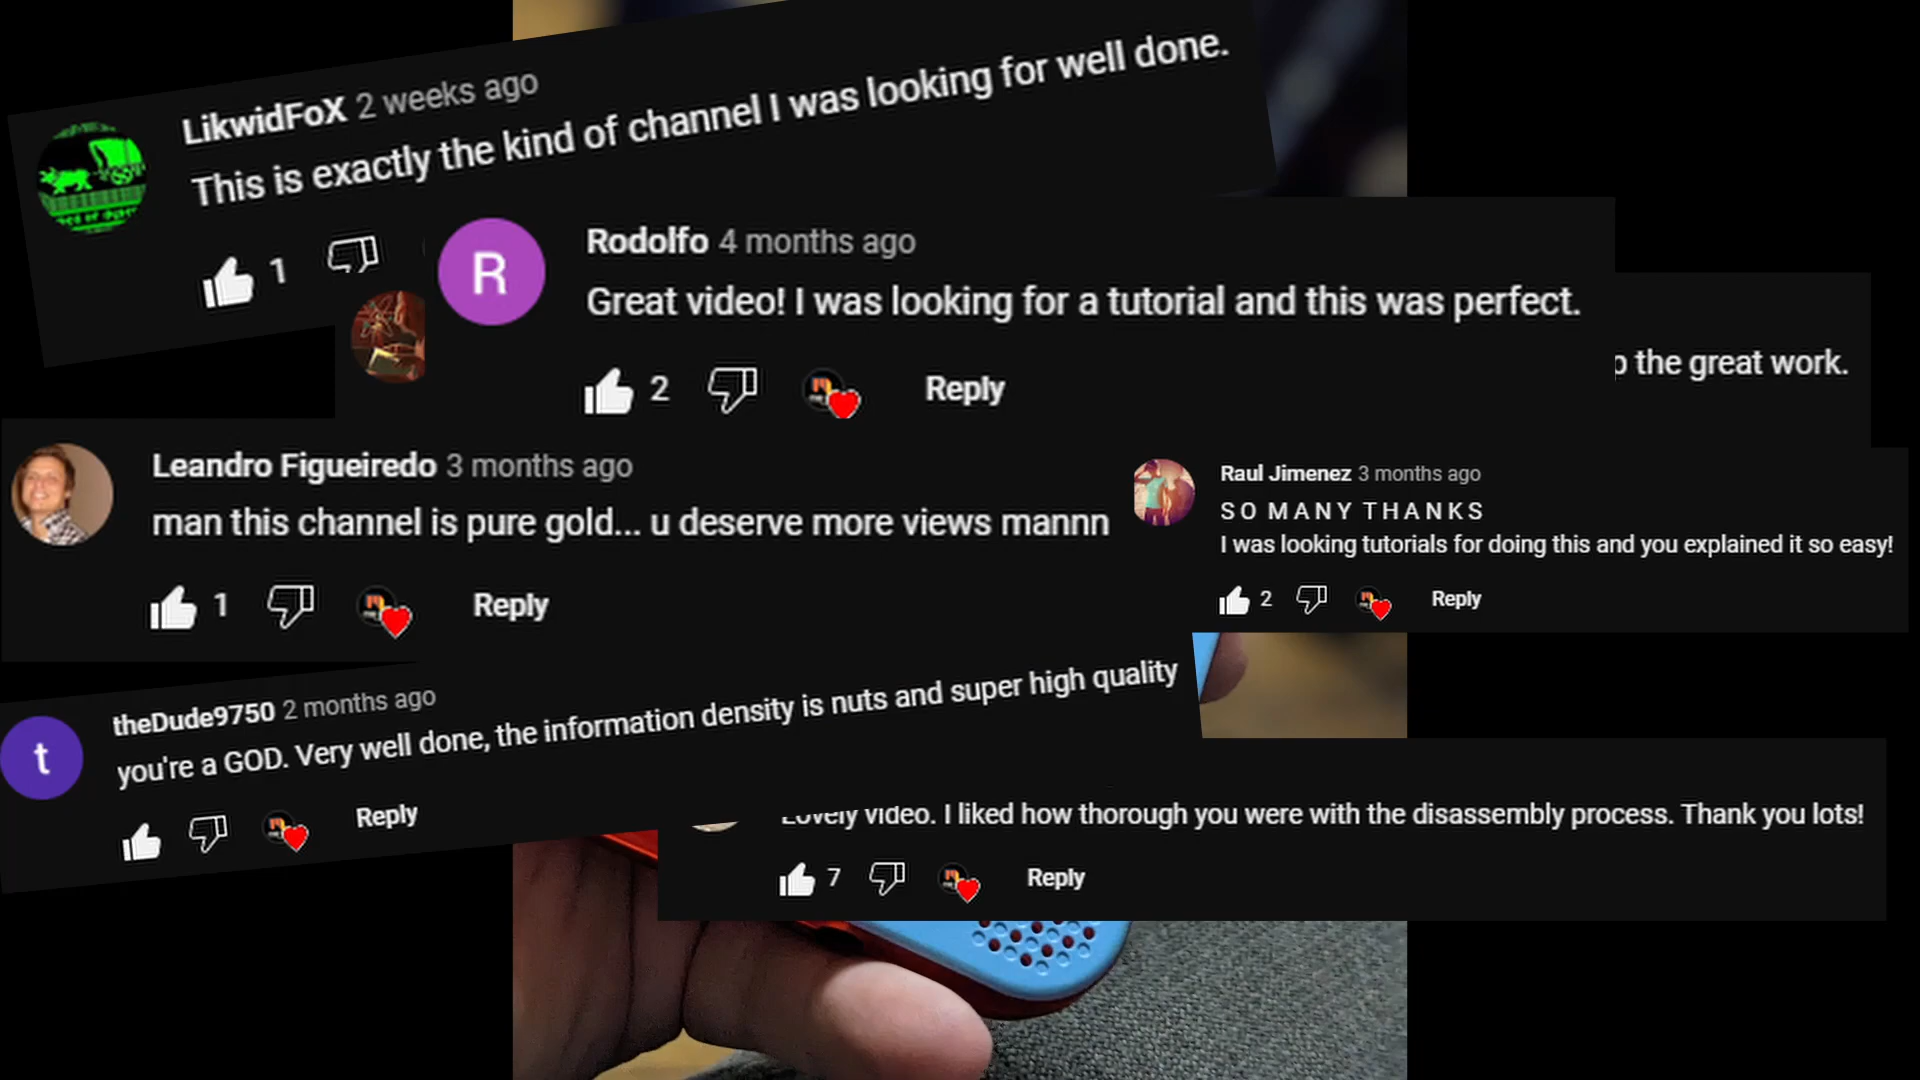 LikwidFoX 2 weeks ago
This is exactly the kind of channel I was looking for well done.
1
R
Rodolfo 4 months ago
Great video! I was looking for a tutorial and this was perfect.
2
Reply
the great work.
Leandro Figueiredo 3 months ago
man this channel is pure gold... u deserve more views mannn
1
Reply
Raul Jimenez 3 months ago
SO MANY THANKS
I was looking tutorials for doing this and you explained it so easy!
2
Reply
t
theDude9750 2 months ago
you're a GOD. Very well done, the information density is nuts and super high quality
Reply
Lovely video. I liked how thorough you were with the disassembly process. Thank you lots!
7
Reply